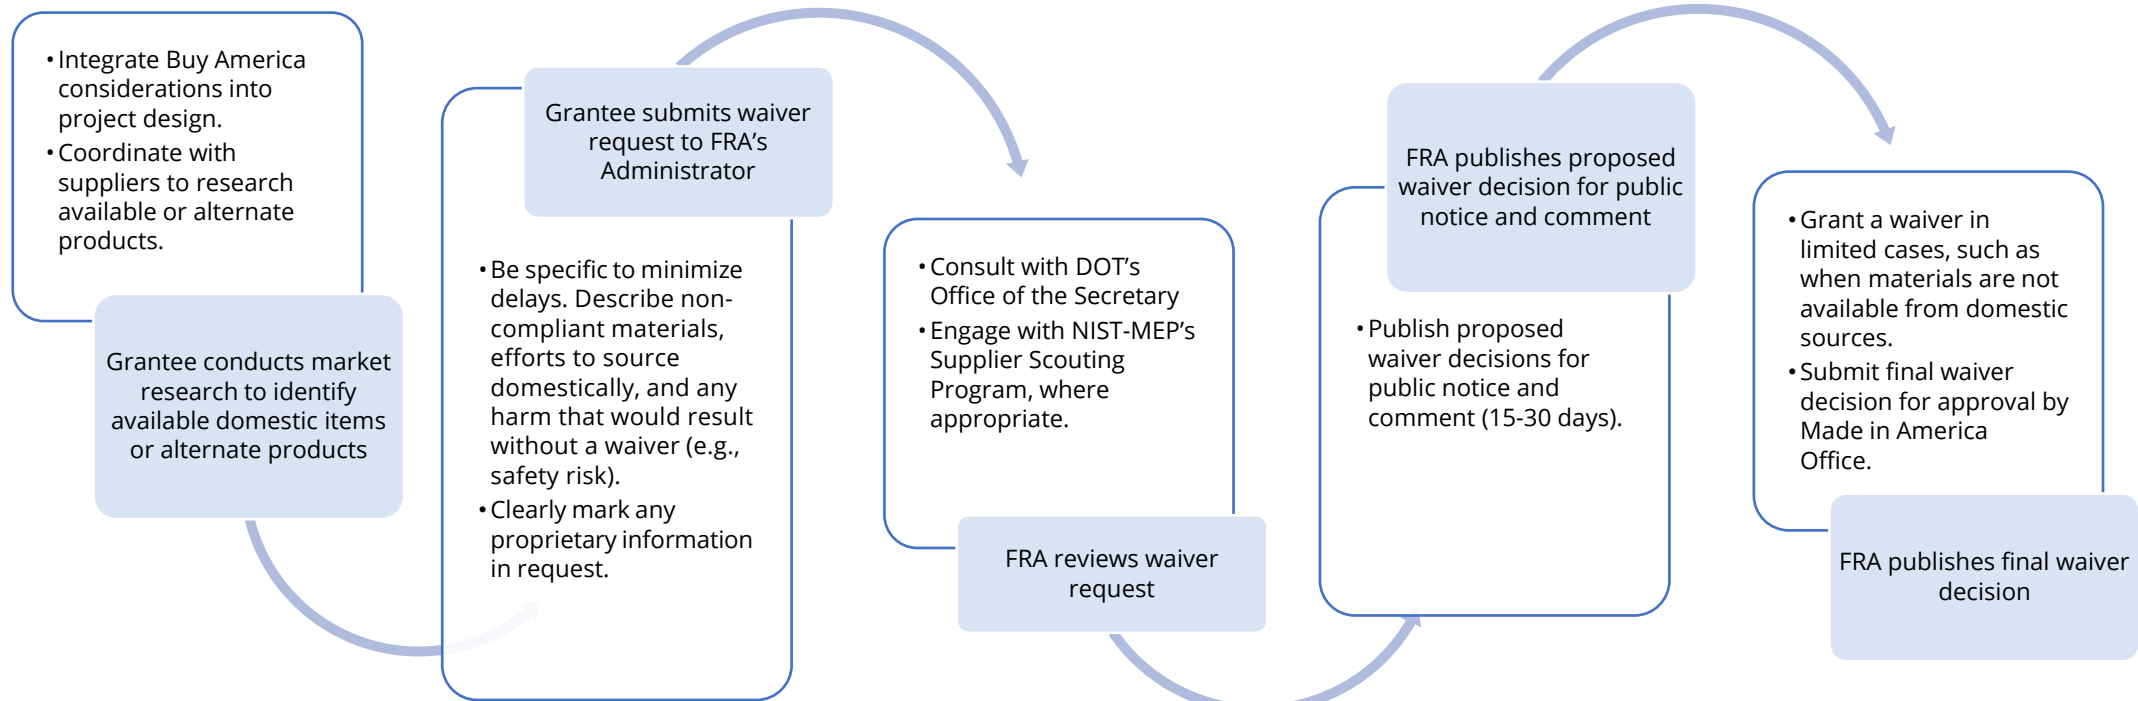 • Integrate Buy America
considerations into
project design.
• Coordinate with
suppliers to research
available or alternate
products.
Grantee conducts market
research to identify
available domestic items
or alternate products
Grantee submits waiver
request to FRA’s
Administrator
• Be specific to minimize
delays. Describe non-
compliant materials,
efforts to source
domestically, and any
harm that would result
without a waiver (e.g.,
safety risk).
• Clearly mark any
proprietary information
in request.
• Consult with DOT’s
Office of the Secretary
• Engage with NIST-MEP’s
Supplier Scouting
Program, where
appropriate.
FRA reviews waiver
request
FRA publishes proposed
waiver decision for public
notice and comment
• Publish proposed
waiver decisions for
public notice and
comment (15-30 days).
• Grant a waiver in
limited cases, such as
when materials are not
available from domestic
sources.
• Submit final waiver
decision for approval by
Made in America
Office.
FRA publishes final waiver
decision